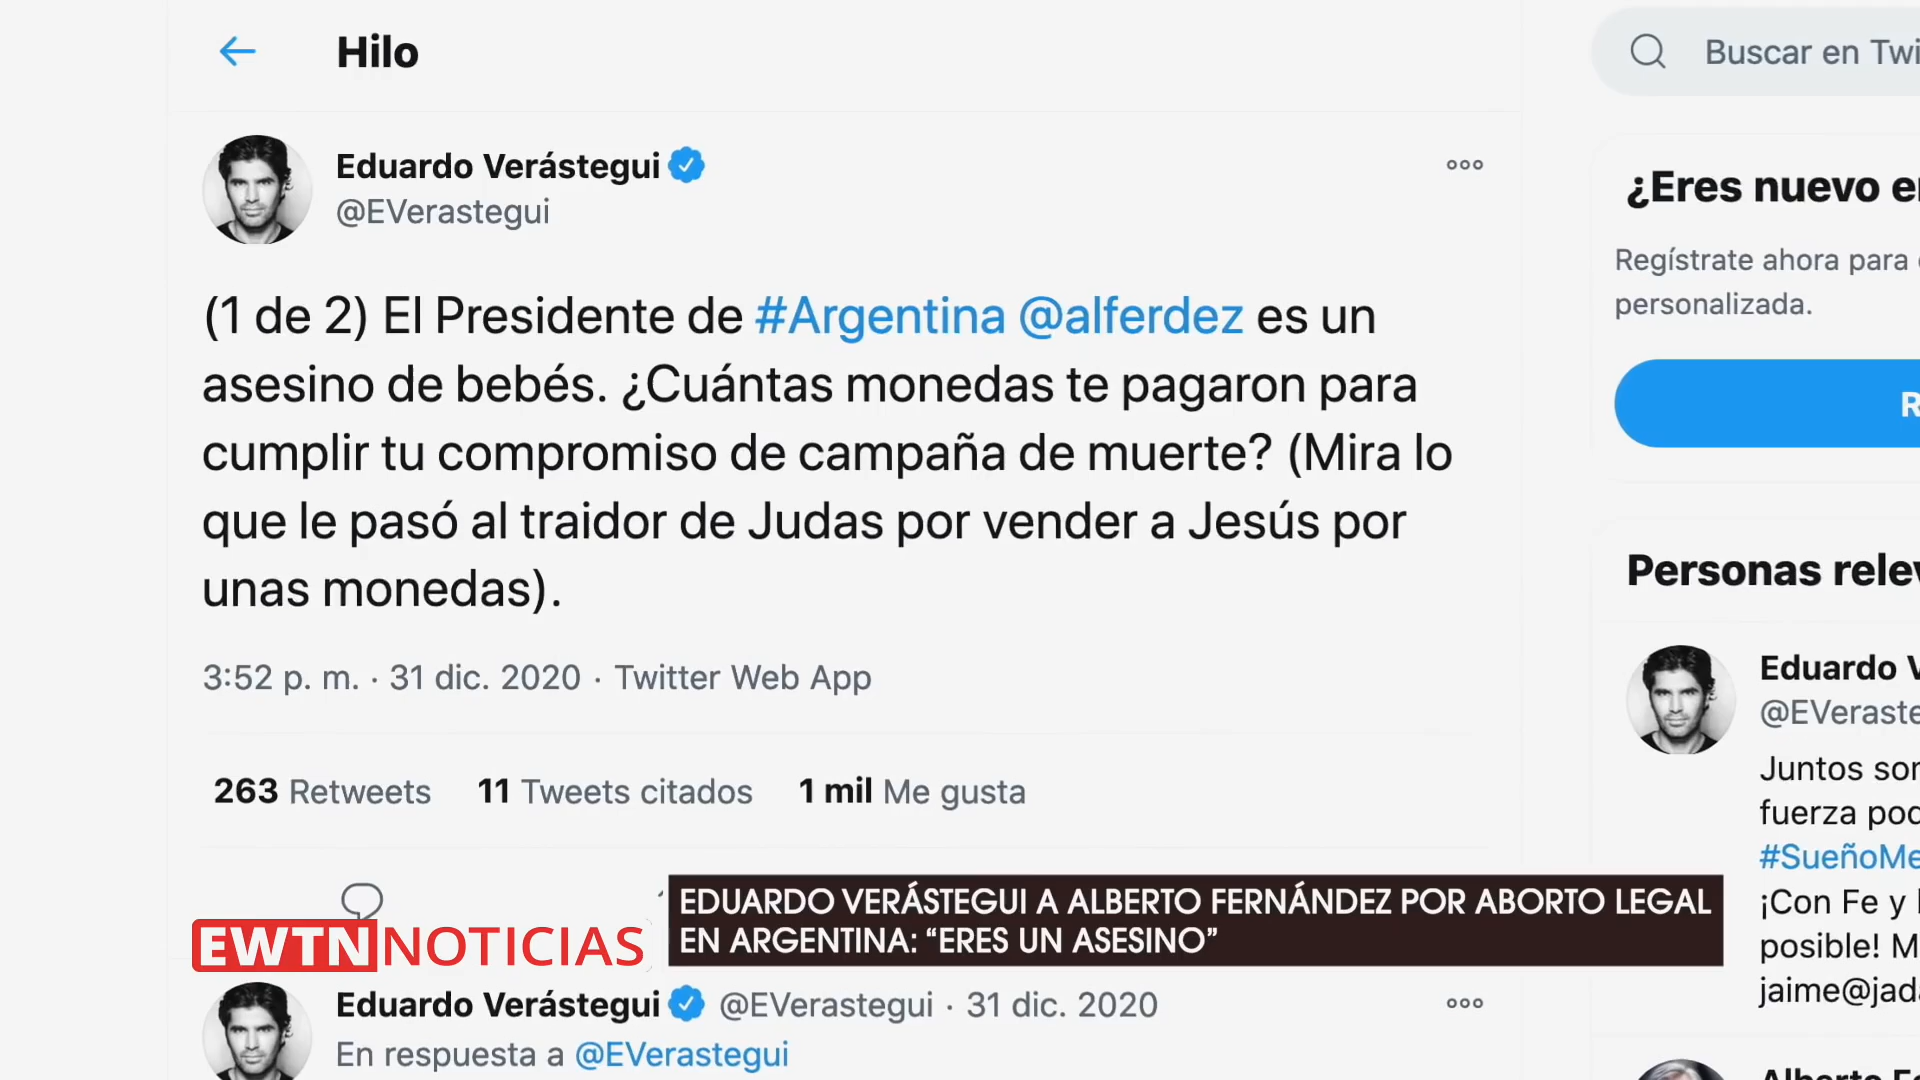 Hilo
Buscar en Twi
Eduardo Verástegui
@EVerastegui
(1 de 2) El Presidente de #Argentina @alferdez es un
asesino de bebés. ¿Cuántas monedas te pagaron para
cumplir tu compromiso de campaña de muerte? (Mira lo
que le pasó al traidor de Judas por vender a Jesús por
unas monedas).
3:52 p. m. · 31 dic. 2020 · Twitter Web App
263 Retweets 11 Tweets citados 1 mil Me gusta
EWTN NOTICIAS
EDUARDO VERÁSTEGUI A ALBERTO FERNÁNDEZ POR ABORTO LEGAL
EN ARGENTINA: “ERES UN ASESINO”
Eduardo Verástegui @EVerastegui · 31 dic. 2020
En respuesta a @EVerastegui
¿Eres nuevo e
Regístrate ahora para
personalizada.
R
Personas relev
Eduardo V
@EVeraste
Juntos son
fuerza pod
#SueñoMe
¡Con Fe y
posible! M
jaime@jada